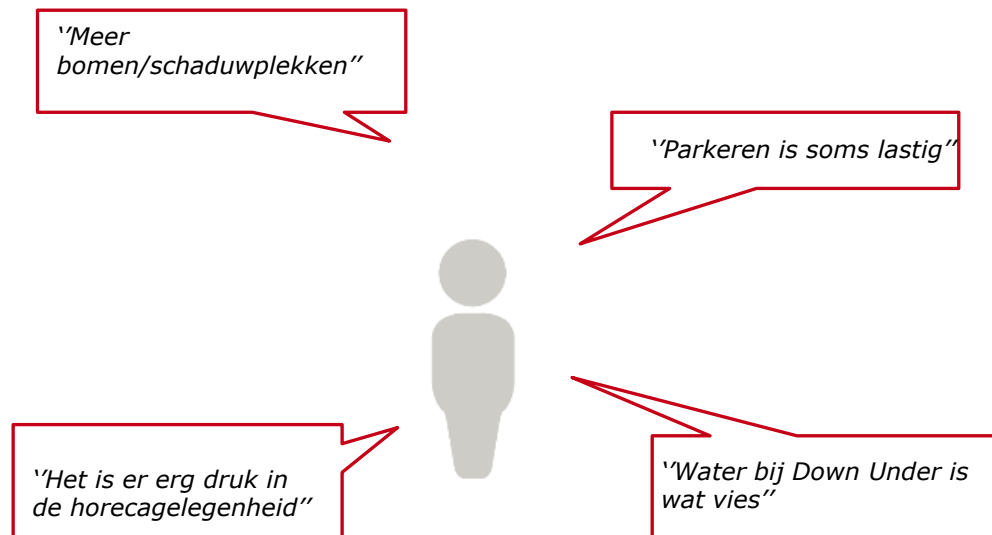 ‘’Meer
bomen/schaduwplekken’’
‘’Parkeren is soms lastig’’
‘’Het is er erg druk in
de horecagelegenheid’’
‘’Water bij Down Under is
wat vies’’